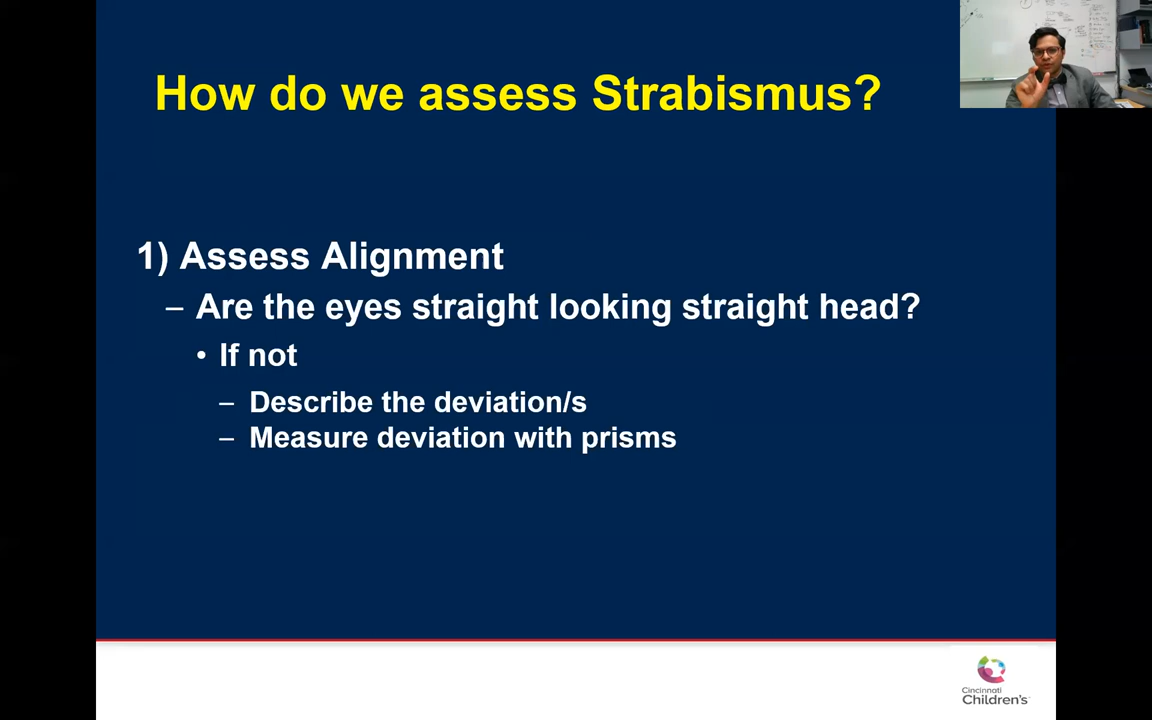 How do we assess Strabismus?
1) Assess Alignment
– Are the eyes straight looking straight head?
• If not
– Describe the deviation/s
– Measure deviation with prisms
Cincinnati
Children's